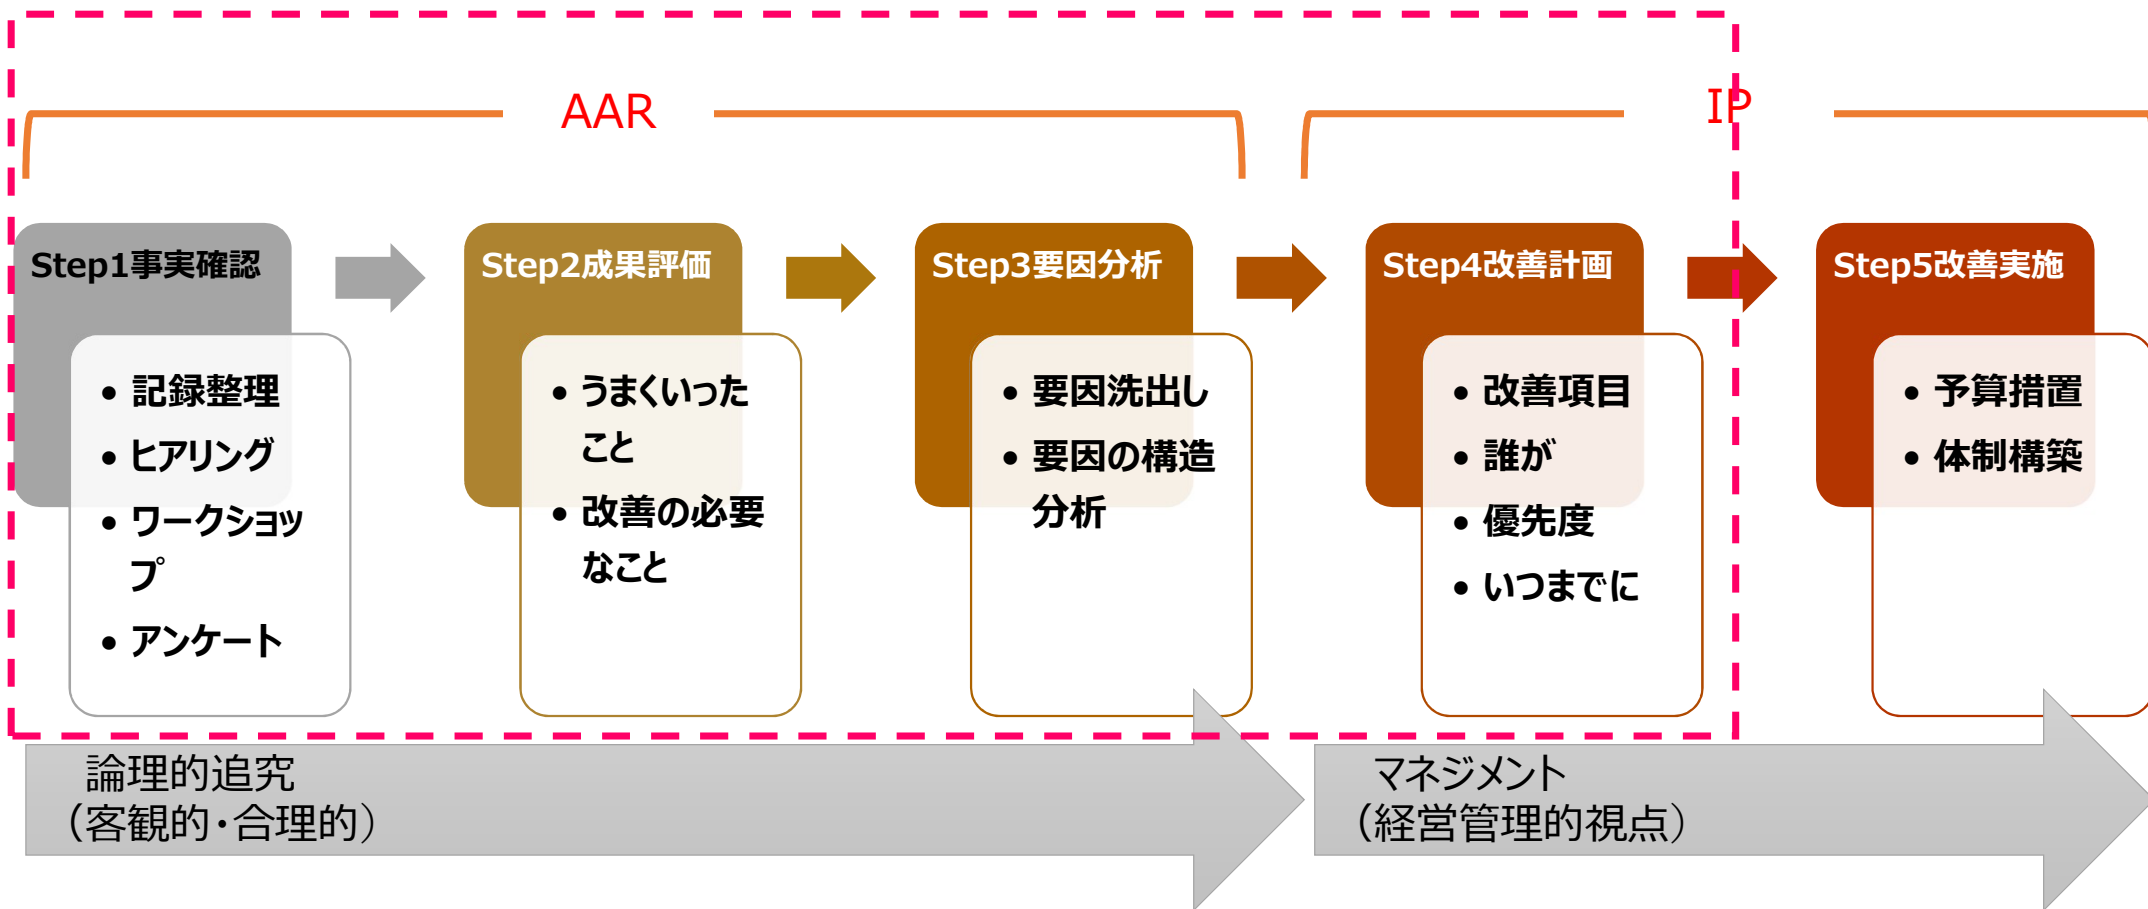 AAR
IP
Step1事実確認
• 記録整理
• ヒアリング
• ワークショッ
プ
• アンケート
Step2成果評価
• うまくいった
こと
• 改善の必要
なこと
Step3要因分析
• 要因洗出し
• 要因の構造
分析
Step4改善計画
• 改善項目
• 誰が
• 優先度
• いつまでに
Step5改善実施
• 予算措置
• 体制構築
論理的追究
（客観的・合理的）
マネジメント
（経営管理的視点）